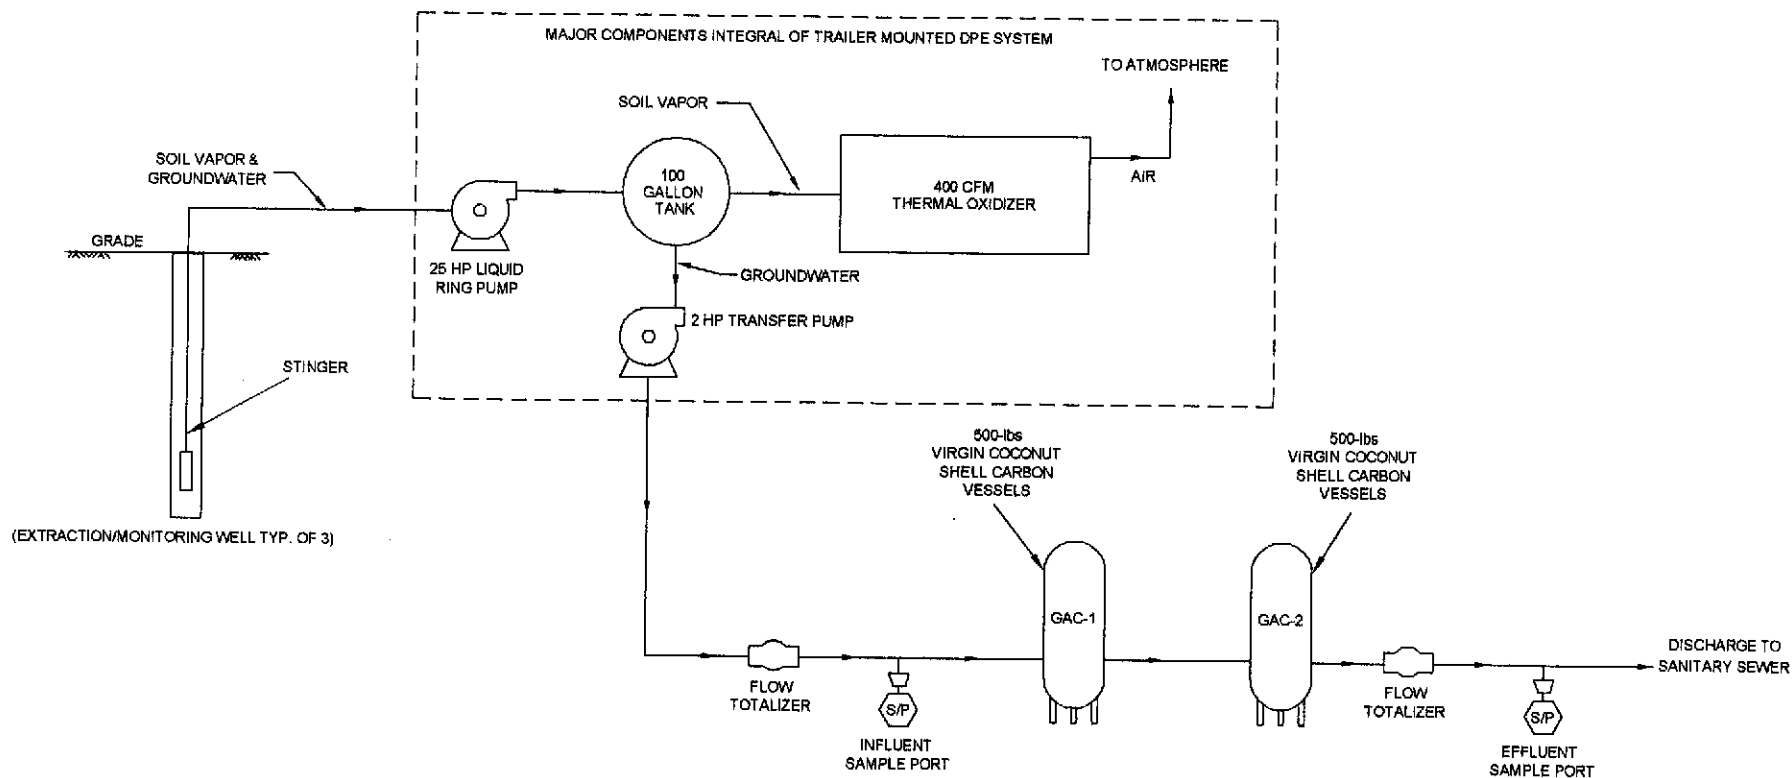 MAJOR COMPONENTS INTEGRAL OF TRAILER MOUNTED DPE SYSTEM
TO ATMOSPHERE
SOIL VAPOR
SOIL VAPOR &
GROUNDWATER
100
GALLON
TANK
400 CFM
THERMAL OXIDIZER
AIR
GRADE
25 HP LIQUID
RING PUMP
GROUNDWATER
2 HP TRANSFER PUMP
STINGER
(EXTRACTION/MONITORING WELL TYP. OF 3)
500-lbs
VIRGIN COCONUT
SHELL CARBON
VESSELS
500-lbs
VIRGIN COCONUT
SHELL CARBON
VESSELS
GAC-1
GAC-2
FLOW
TOTALIZER
S/P
INFLUENT
SAMPLE PORT
FLOW
TOTALIZER
S/P
EFFLUENT
SAMPLE PORT
DISCHARGE TO
SANITARY SEWER